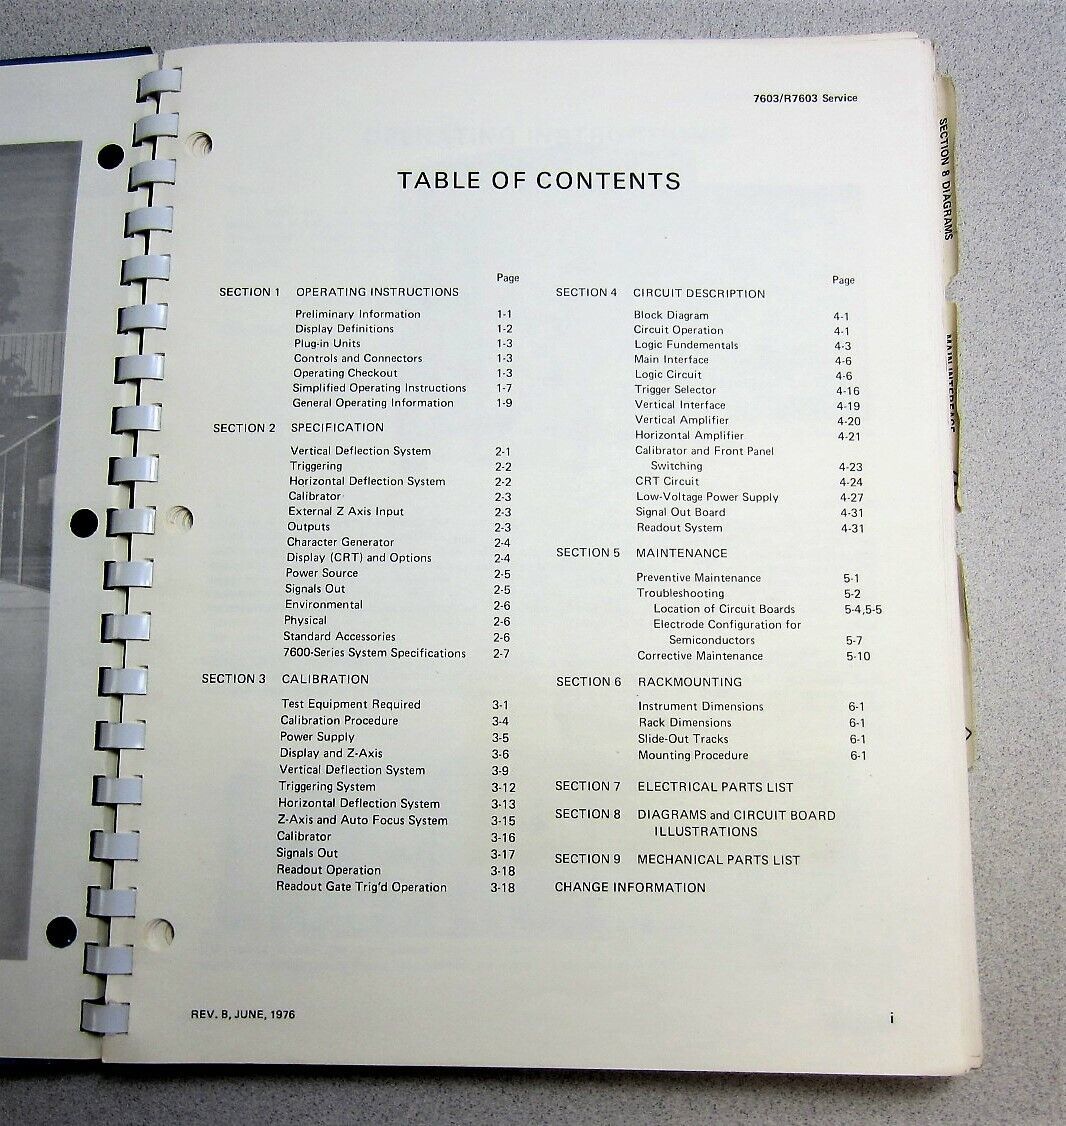 7603/R7603 Service
TABLE OF CONTENTS
Page
SECTION 1 OPERATING INSTRUCTIONS
Preliminary Information 1-1
Display Definitions 1-2
Plug-in Units 1-3
Controls and Connectors 1-3
Operating Checkout 1-3
Simplified Operating Instructions 1-7
General Operating Information 1-9
SECTION 2 SPECIFICATION
Vertical Deflection System 2-1
Triggering 2-2
Horizontal Deflection System 2-2
Calibrator 2-3
External Z Axis Input 2-3
Outputs 2-3
Character Generator 2-4
Display (CRT) and Options 2-4
Power Source 2-5
Signals Out 2-5
Environmental 2-6
Physical 2-6
Standard Accessories 2-6
7600-Series System Specifications 2-7
SECTION 3 CALIBRATION
Test Equipment Required 3-1
Calibration Procedure 3-4
Power Supply 3-5
Display and Z-Axis 3-6
Vertical Deflection System 3-9
Triggering System 3-12
Horizontal Deflection System 3-13
Z-Axis and Auto Focus System 3-15
Calibrator 3-16
Signals Out 3-17
Readout Operation 3-18
Readout Gate Trig'd Operation 3-18
Page
SECTION 4 CIRCUIT DESCRIPTION
Block Diagram 4-1
Circuit Operation 4-1
Logic Fundementals 4-3
Main Interface 4-6
Logic Circuit 4-6
Trigger Selector 4-16
Vertical Interface 4-19
Vertical Amplifier 4-20
Horizontal Amplifier 4-21
Calibrator and Front Panel
Switching 4-23
CRT Circuit 4-24
Low-Voltage Power Supply 4-27
Signal Out Board 4-31
Readout System 4-31
SECTION 5 MAINTENANCE
Preventive Maintenance 5-1
Troubleshooting 5-2
Location of Circuit Boards 5-4,5-5
Electrode Configuration for
Semiconductors 5-7
Corrective Maintenance 5-10
SECTION 6 RACKMOUNTING
Instrument Dimensions 6-1
Rack Dimensions 6-1
Slide-Out Tracks 6-1
Mounting Procedure 6-1
SECTION 7 ELECTRICAL PARTS LIST
SECTION 8 DIAGRAMS and CIRCUIT BOARD
ILLUSTRATIONS
SECTION 9 MECHANICAL PARTS LIST
CHANGE INFORMATION
REV. B, JUNE, 1976
i
SECTION 8 DIAGRAMS
MAIN INTERFACE